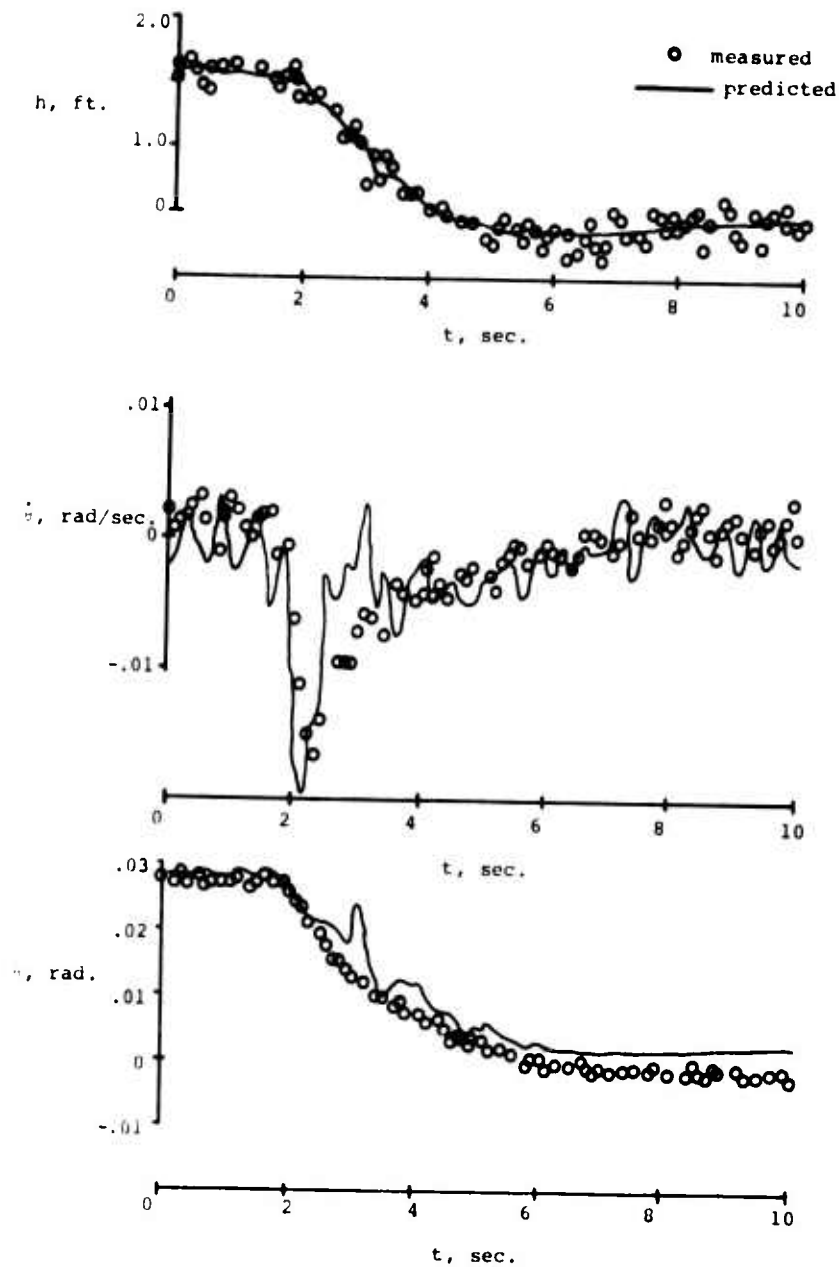 2.0
measured
predicted
h, ft.
1.0
0
0 2 4 6 8 10
t, sec.
.01
, rad/sec.
0
-.01
0 2 4 6 8 10
t, sec.
.03
.02
, rad.
.01
0
-.01
0 2 4 6 8 10
t, sec.